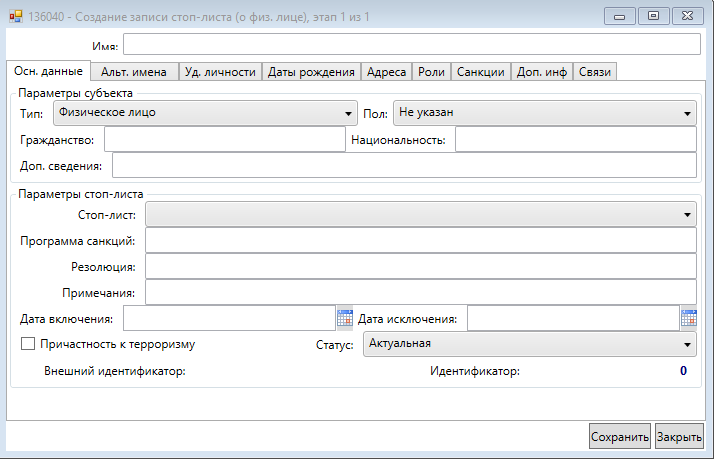 136040 - Создание записи стоп-листа (о физ. лице), этап 1 из 1
Имя:
Осн. данные Альт. имена Уд. личности Даты рождения Адреса Роли Санкции Доп. инф Связи
Параметры субъекта
Тип: Физическое лицо Пол: Не указан
Гражданство: Национальность:
Доп. сведения:
Параметры стоп-листа
Стоп-лист:
Программа санкций:
Резолюция:
Примечания:
Дата включения: Дата исключения:
Причастность к терроризму Статус: Актуальная
Внешний идентификатор: Идентификатор: 0
Сохранить Закрыть